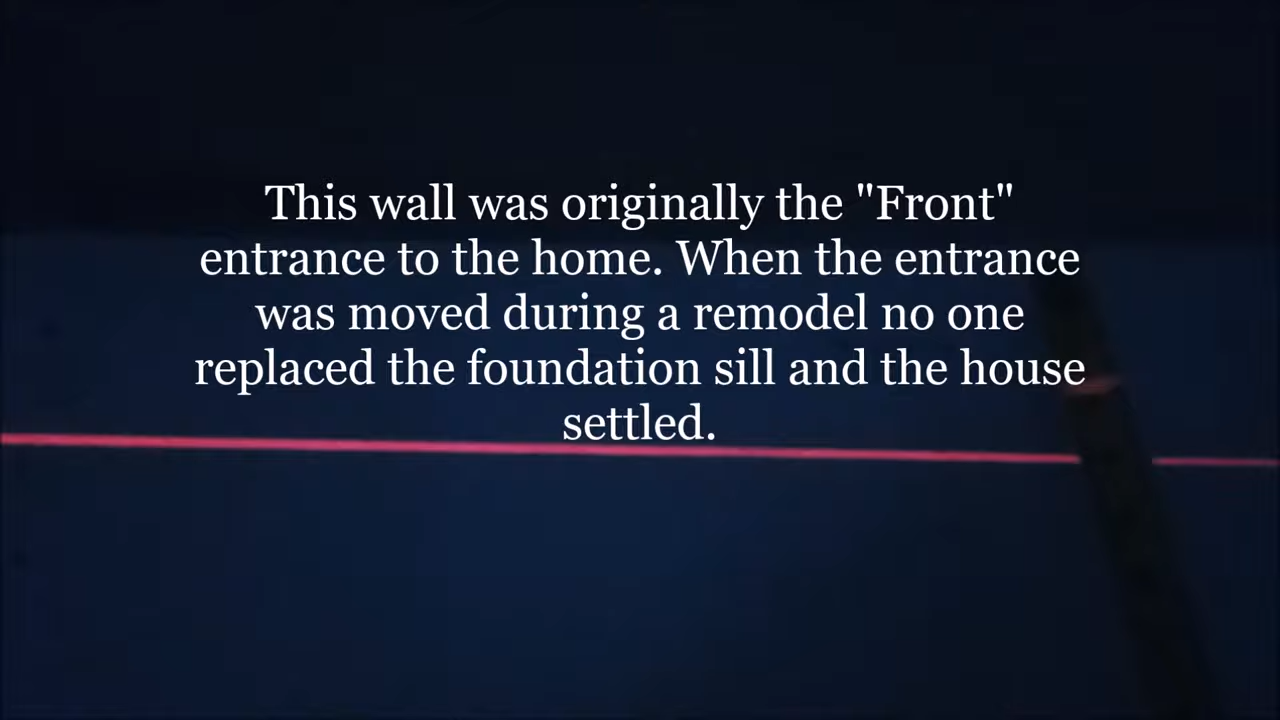 This wall was originally the "Front"
entrance to the home. When the entrance
was moved during a remodel no one
replaced the foundation sill and the house
settled.